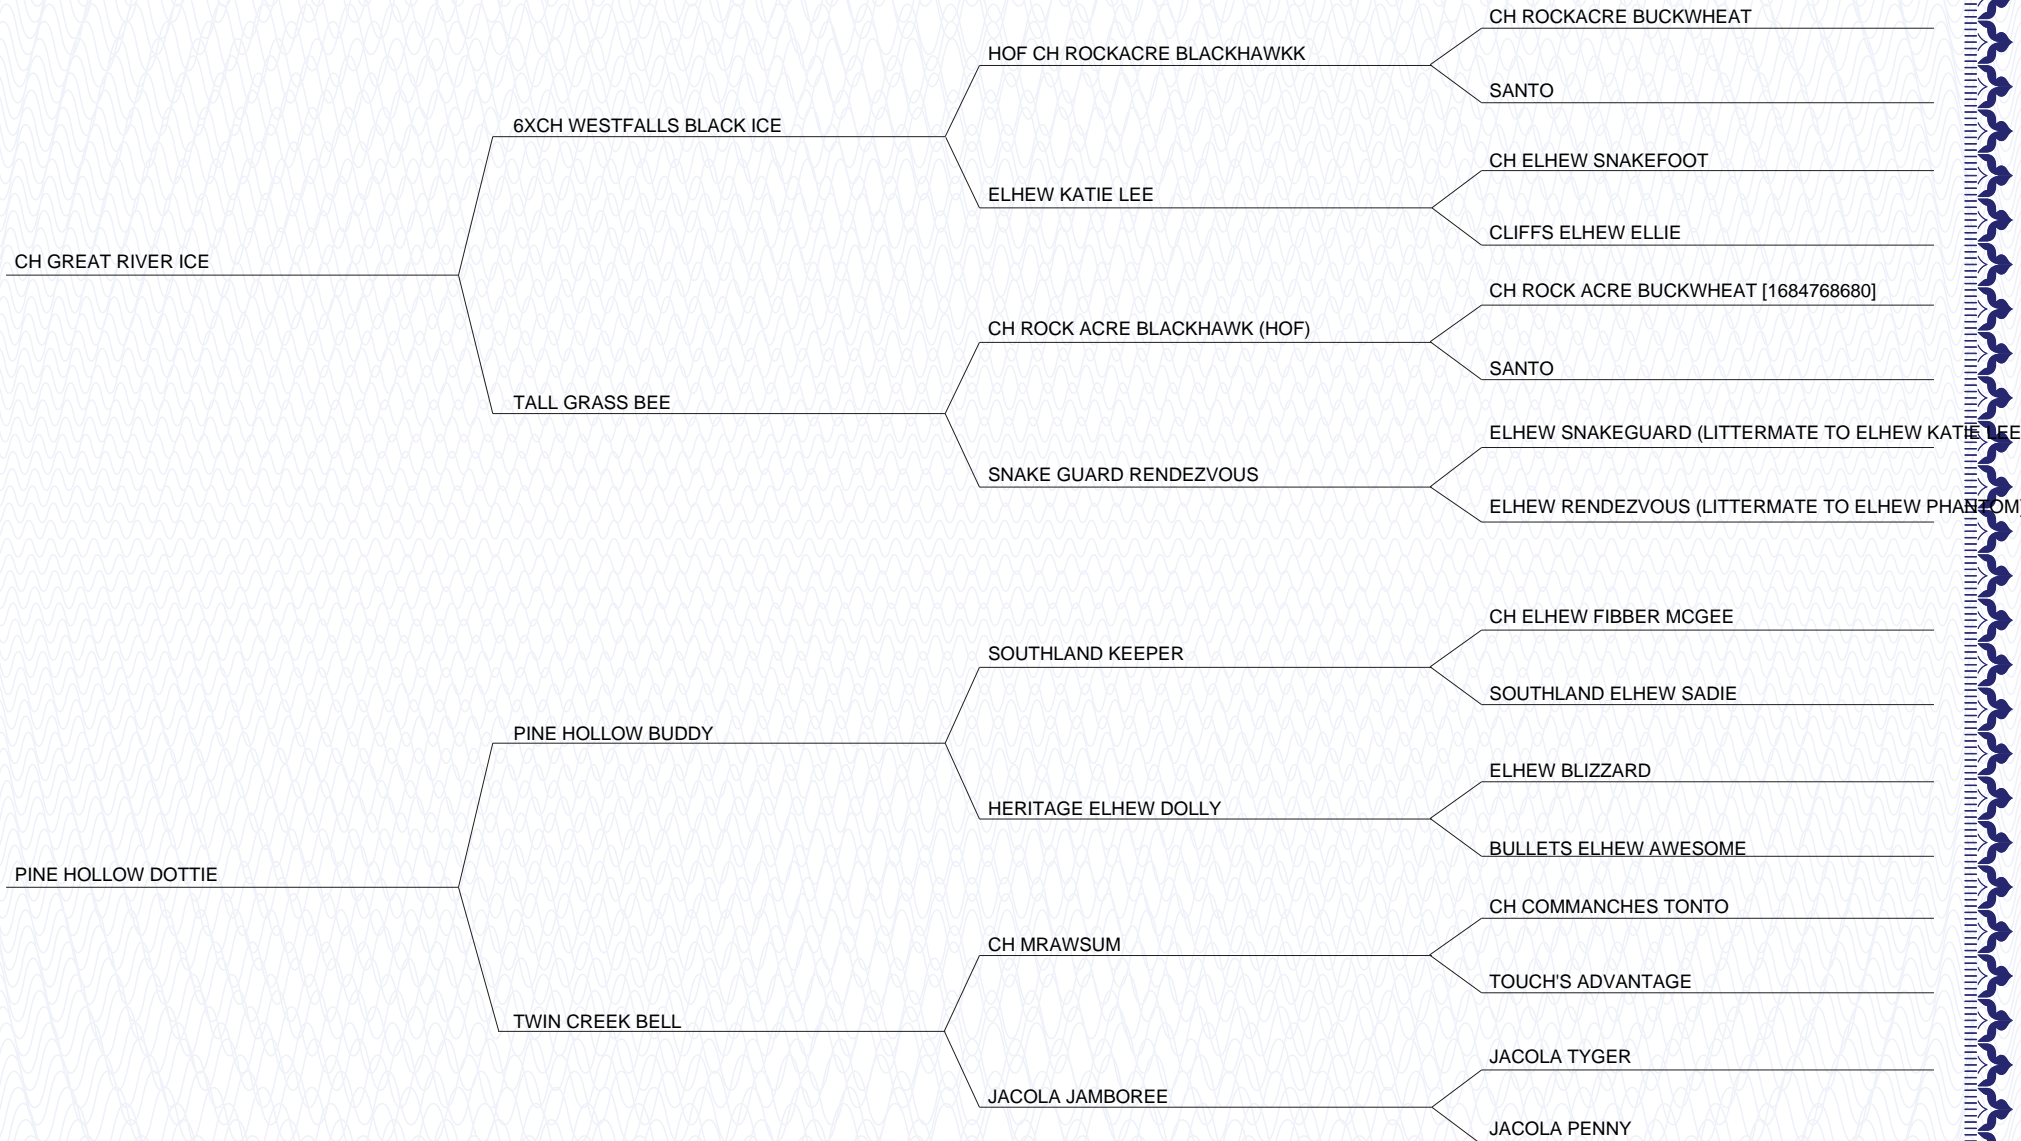 CH ROCKACRE BUCKWHEAT
HOF CH ROCKACRE BLACKHAWKK
SANTO
6XCH WESTFALLS BLACK ICE
CH ELHEW SNAKEFOOT
ELHEW KATIE LEE
CLIFFS ELHEW ELLIE
CH GREAT RIVER ICE
CH ROCK ACRE BUCKWHEAT [1684768680]
CH ROCK ACRE BLACKHAWK (HOF)
SANTO
TALL GRASS BEE
ELHEW SNAKEGUARD (LITTERMATE TO ELHEW KATIE LEE
SNAKE GUARD RENDEZVOUS
ELHEW RENDEZVOUS (LITTERMATE TO ELHEW PHANTOM)
CH ELHEW FIBBER MCGEE
SOUTHLAND KEEPER
SOUTHLAND ELHEW SADIE
PINE HOLLOW BUDDY
ELHEW BLIZZARD
HERITAGE ELHEW DOLLY
BULLETS ELHEW AWESOME
PINE HOLLOW DOTTIE
CH COMMANCHES TONTO
CH MRAWSUM
TOUCH'S ADVANTAGE
TWIN CREEK BELL
JACOLA TYGER
JACOLA JAMBOREE
JACOLA PENNY